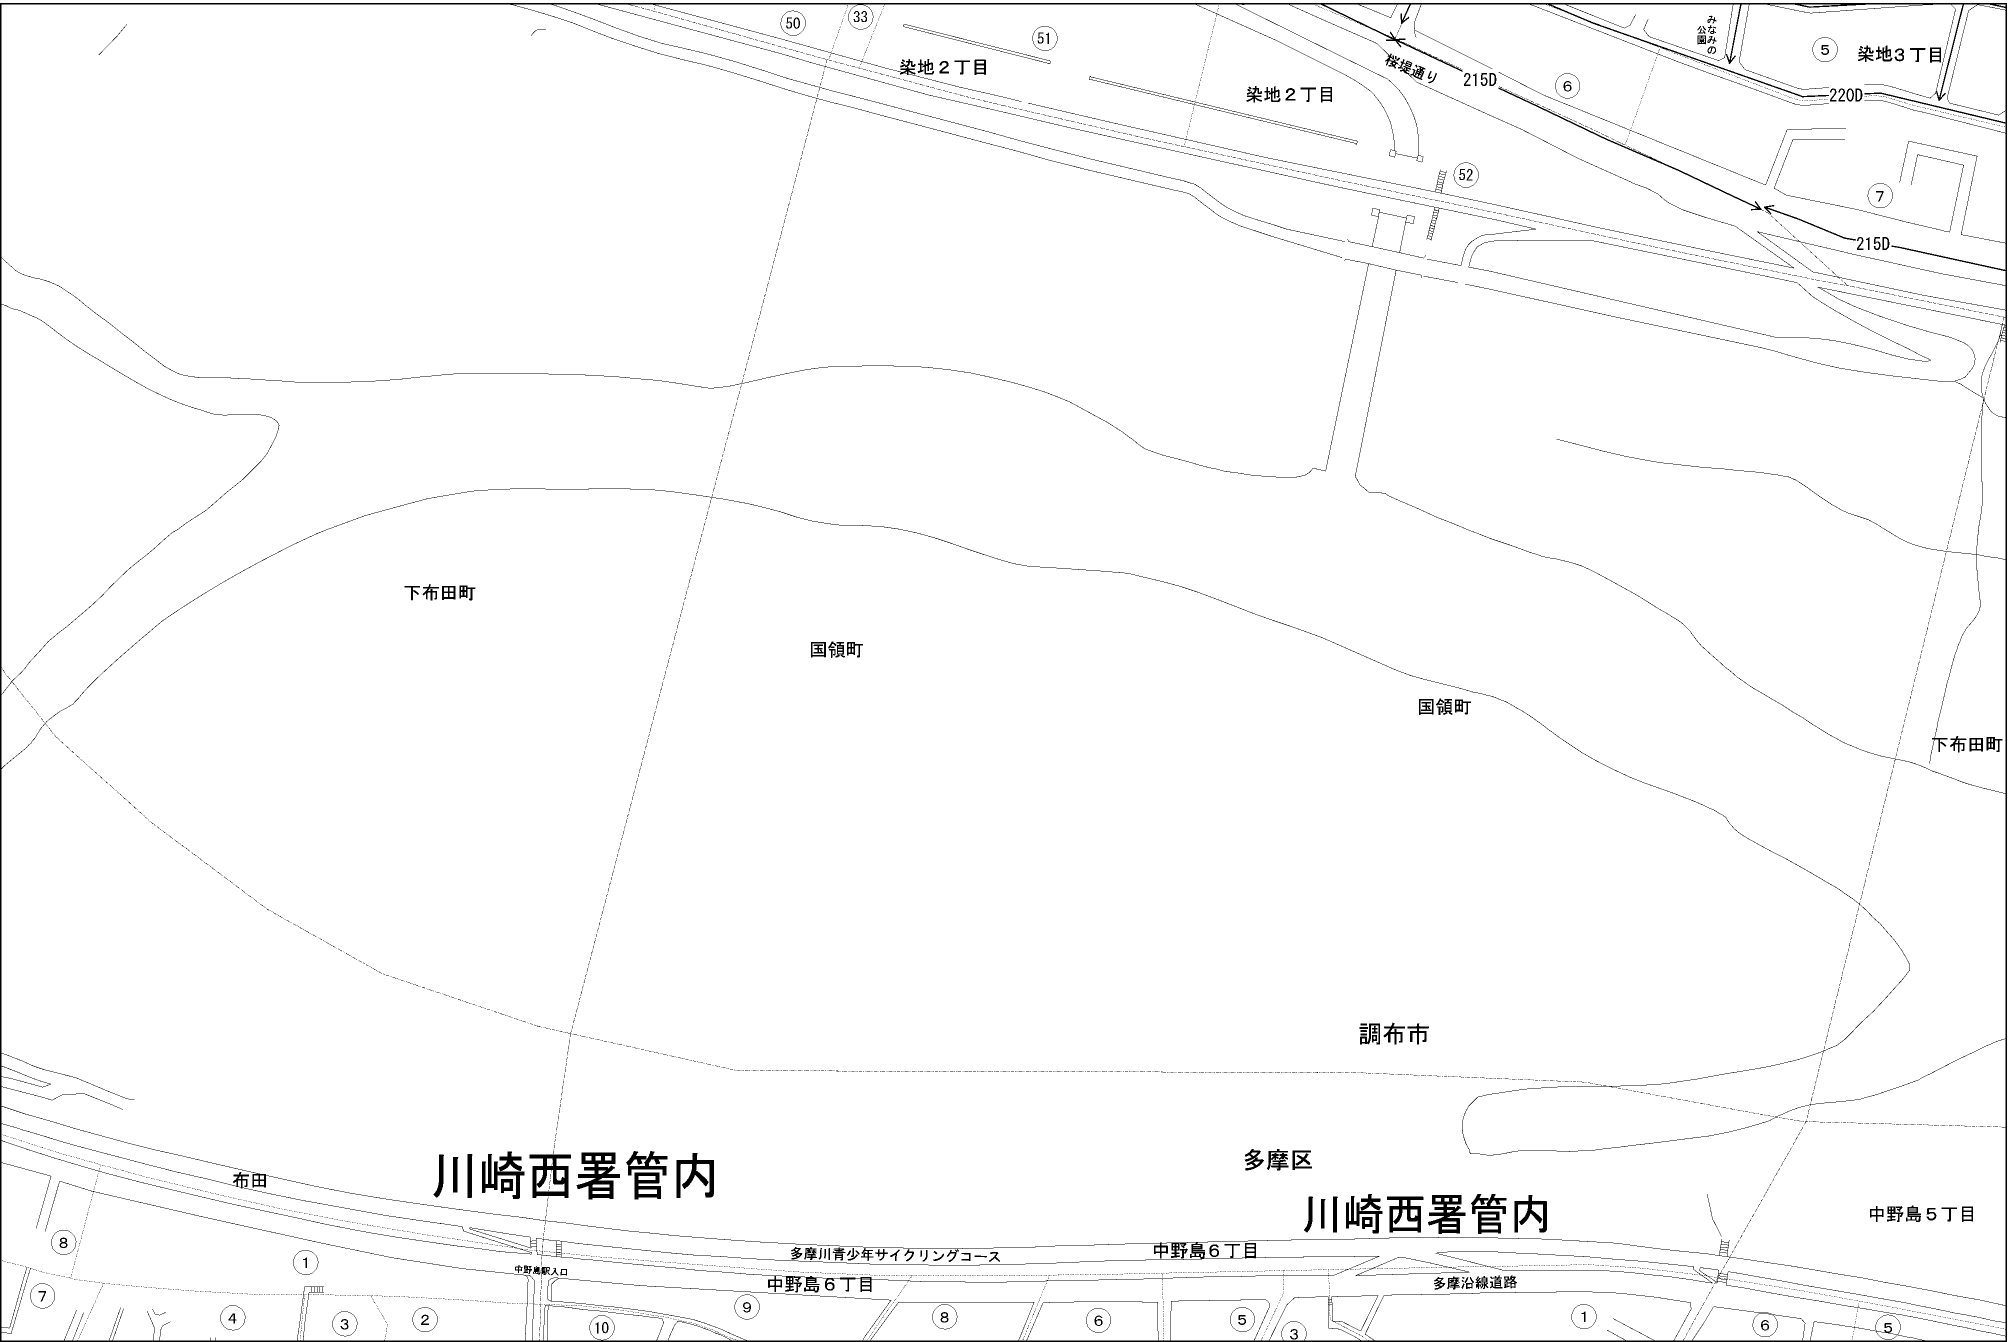 50
33
51
みなみの
公園
5
染地3丁目
染地2丁目
桜堤通り
215D
6
染地2丁目
220D
52
7
215D
下布田町
国領町
国領町
下布田町
調布市
川崎西署管内
多摩区
布田
川崎西署管内
中野島5丁目
8
多摩川青少年サイクリングコース
中野島6丁目
1
中野島駅入口
中野島6丁目
多摩沿線道路
7
4
3
2
10
9
8
6
5
3
1
6
5